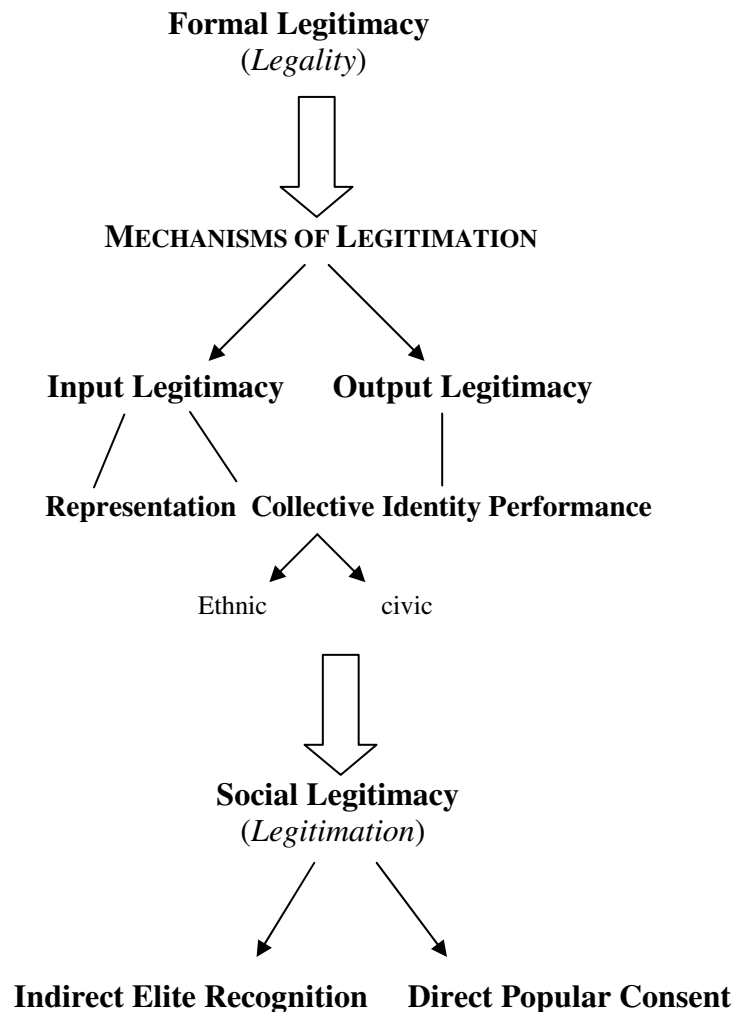 Formal Legitimacy
(Legality)
MECHANISMS OF LEGITIMATION
Input Legitimacy Output Legitimacy
Representation Collective Identity Performance
Ethnic civic
Social Legitimacy
(Legitimation)
Indirect Elite Recognition Direct Popular Consent